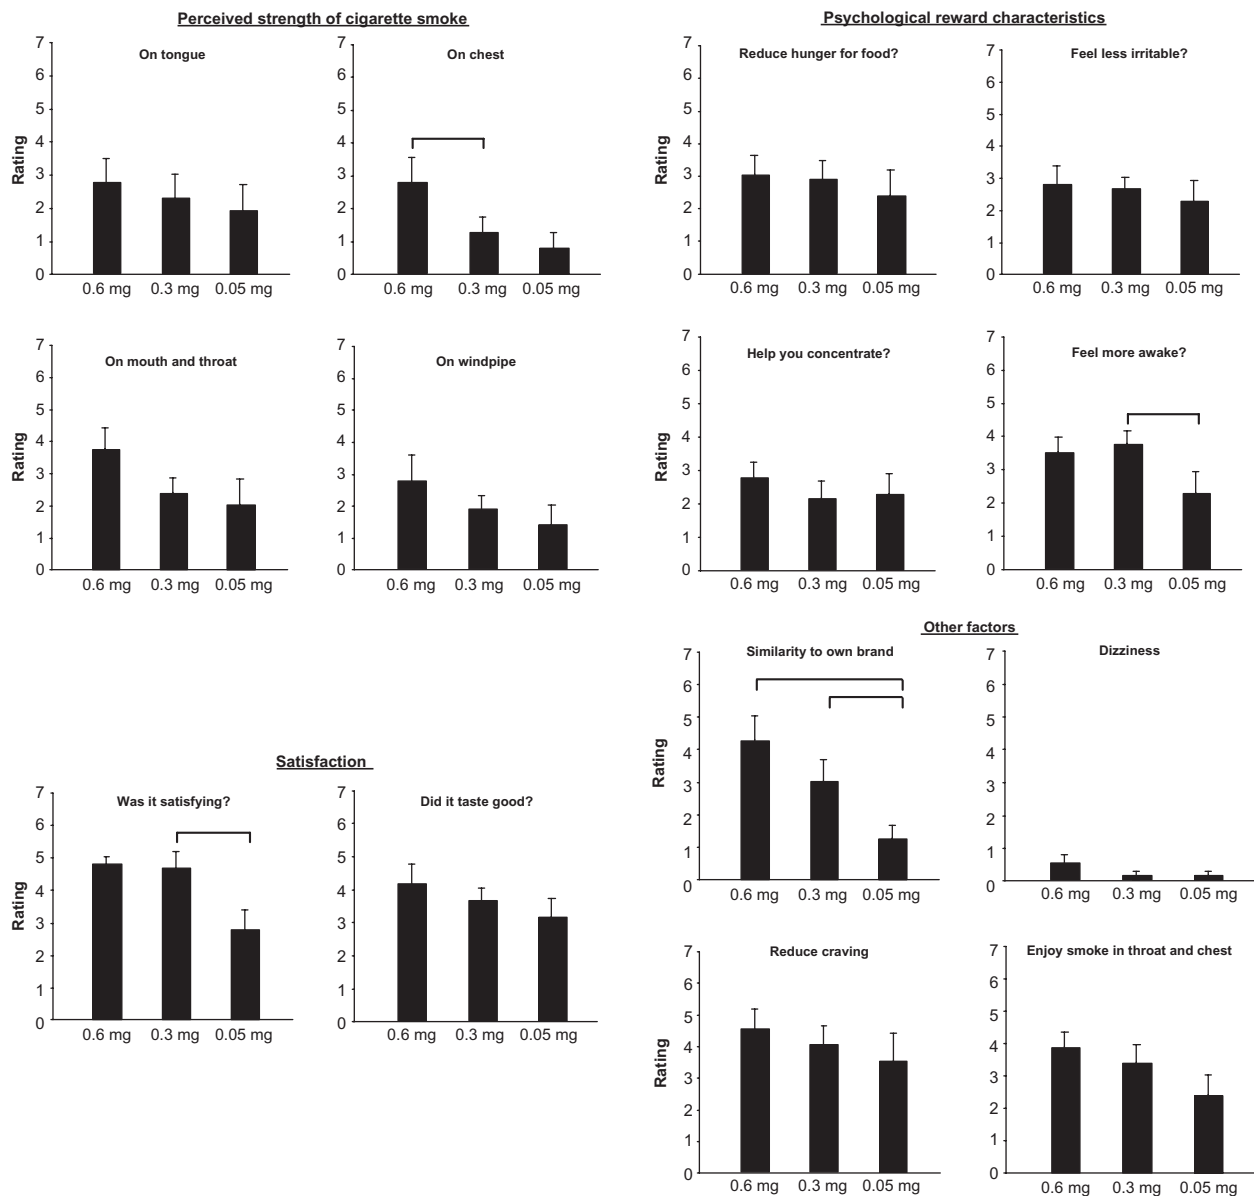 Perceived strength of cigarette smoke
On tongue
Rating
7
6
5
4
3
2
1
0
0.6 mg 0.3 mg 0.05 mg
On chest
7
6
5
4
3
2
1
0
0.6 mg 0.3 mg 0.05 mg
On mouth and throat
Rating
7
6
5
4
3
2
1
0
0.6 mg 0.3 mg 0.05 mg
On windpipe
7
6
5
4
3
2
1
0
0.6 mg 0.3 mg 0.05 mg
Satisfaction
Was it satisfying?
Rating
7
6
5
4
3
2
1
0
0.6 mg 0.3 mg 0.05 mg
Did it taste good?
7
6
5
4
3
2
1
0
0.6 mg 0.3 mg 0.05 mg
Psychological reward characteristics
Reduce hunger for food?
Rating
7
6
5
4
3
2
1
0
0.6 mg 0.3 mg 0.05 mg
Feel less irritable?
7
6
5
4
3
2
1
0
0.6 mg 0.3 mg 0.05 mg
Help you concentrate?
Rating
7
6
5
4
3
2
1
0
0.6 mg 0.3 mg 0.05 mg
Feel more awake?
7
6
5
4
3
2
1
0
0.6 mg 0.3 mg 0.05 mg
Other factors
Similarity to own brand
Rating
7
6
5
4
3
2
1
0
0.6 mg 0.3 mg 0.05 mg
Dizziness
7
6
5
4
3
2
1
0
0.6 mg 0.3 mg 0.05 mg
Reduce craving
Rating
7
6
5
4
3
2
1
0
0.6 mg 0.3 mg 0.05 mg
Enjoy smoke in throat and chest
7
6
5
4
3
2
1
0
0.6 mg 0.3 mg 0.05 mg